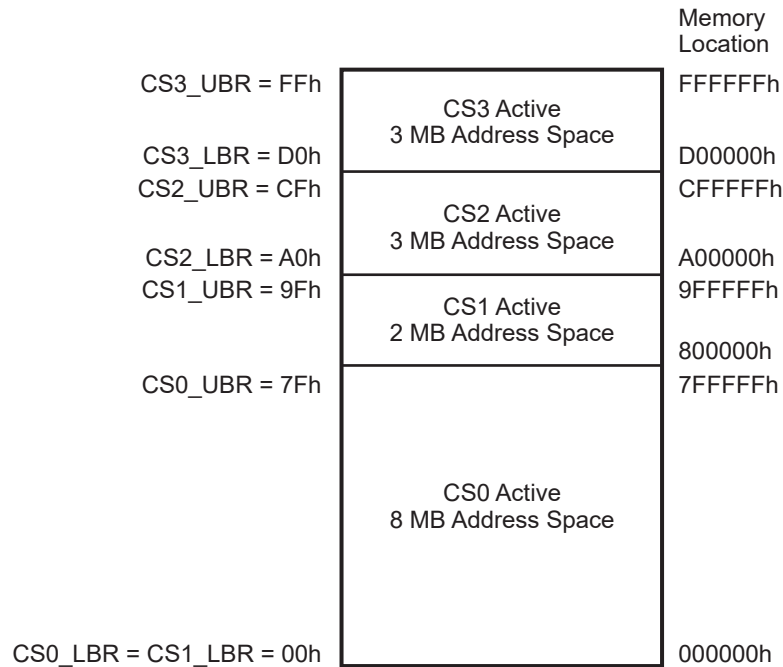 Memory
Location
CS3_UBR = FFh
FFFFFFh
CS3 Active
3 MB Address Space
CS3_LBR = D0h
D00000h
CS2_UBR = CFh
CFFFFFh
CS2 Active
3 MB Address Space
CS2_LBR = A0h
A00000h
CS1_UBR = 9Fh
9FFFFFh
CS1 Active
2 MB Address Space
800000h
CS0_UBR = 7Fh
7FFFFFh
CS0 Active
8 MB Address Space
CS0_LBR = CS1_LBR = 00h
000000h